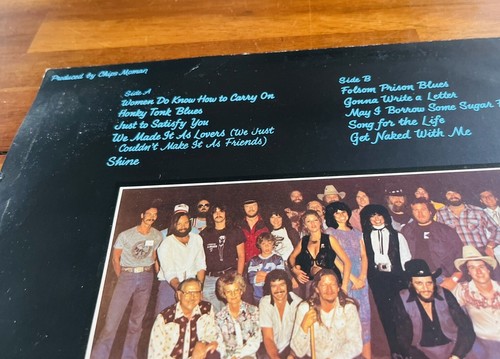 Produced by Chips Moman
Side A
Women Do Know How to Carry On
Honky Tonk Blues
Just to Satisfy You
We Made It As Lovers (We Just
Couldn't Make It As Friends)
Shine
Side B
Folsom Prison Blues
Gonna Write a Letter
May I Borrow Some Sugar
Song for the Life
Get Naked With Me